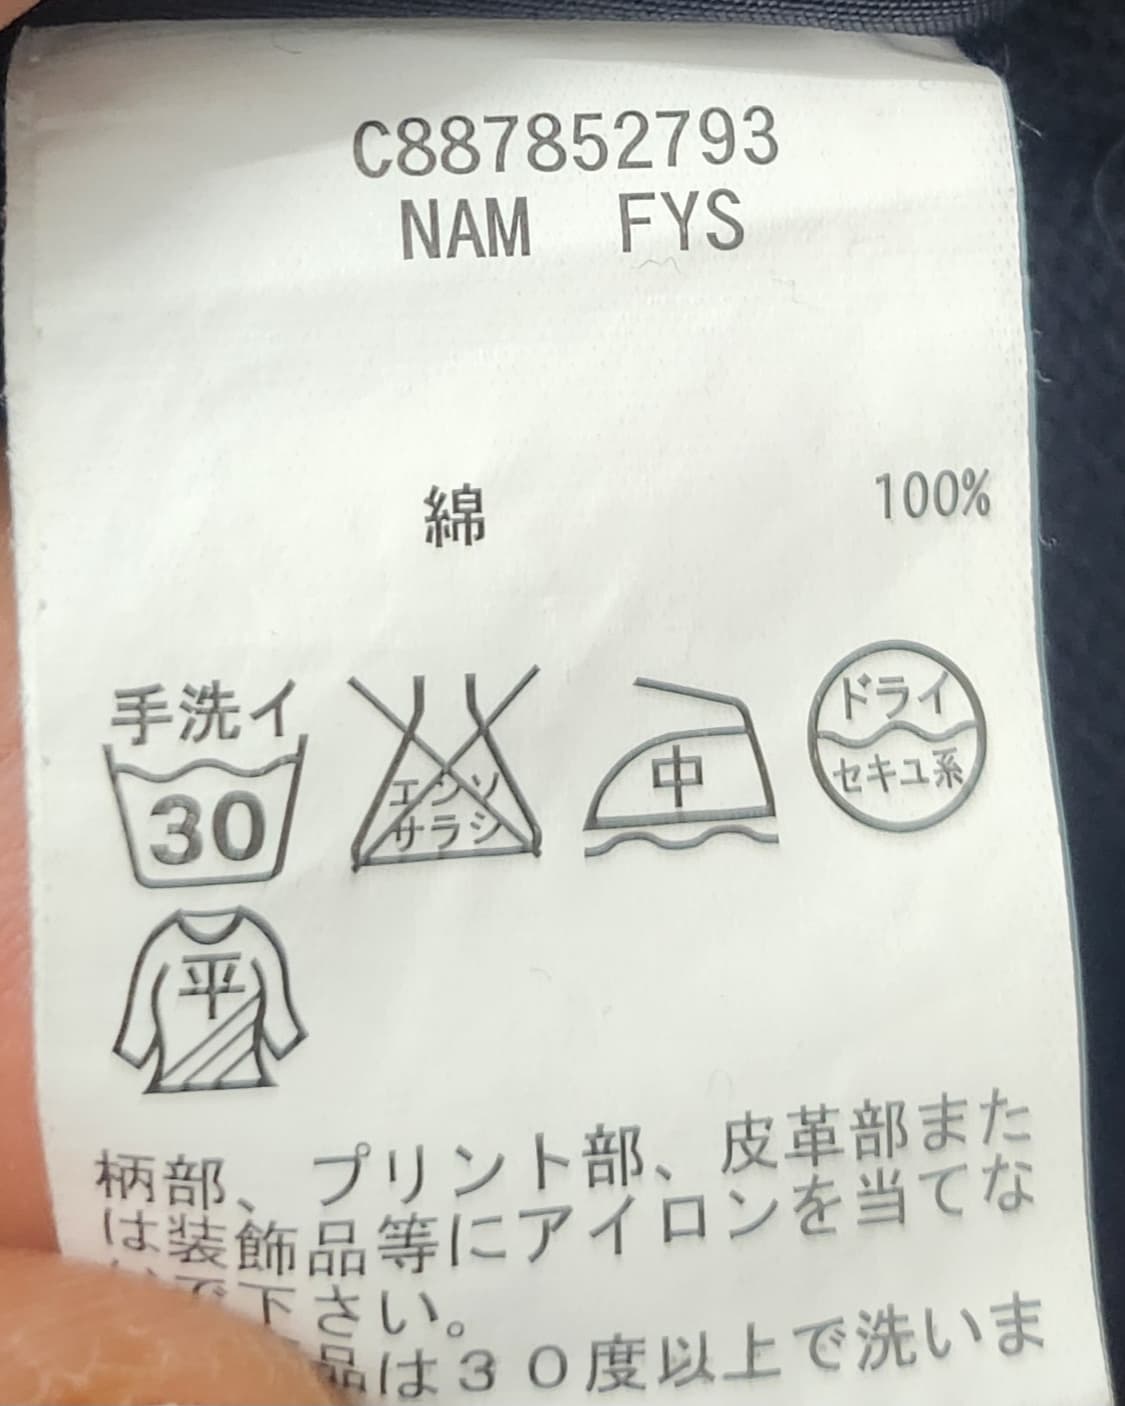 C887852793
NAM FYS
綿 100%
手洗イ
30
エンソ
サラシ
中
ドライ
セキユ系
平
柄部、プリント部、皮革部また
は装飾品等にアイロンを当てな
いで下さい。
品は30度以上で洗いま